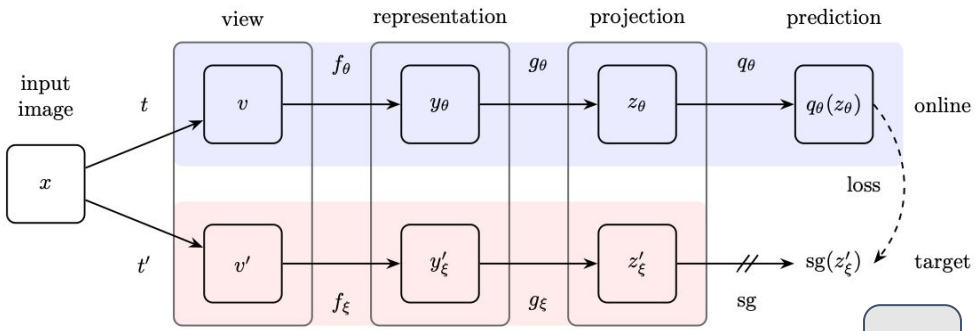 view representation projection prediction
input
image
t f_θ g_θ q_θ
v y_θ z_θ q_θ(z_θ) online
x
loss
v′ y′_ξ z′_ξ sg(z′_ξ) target
t′ f_ξ g_ξ sg